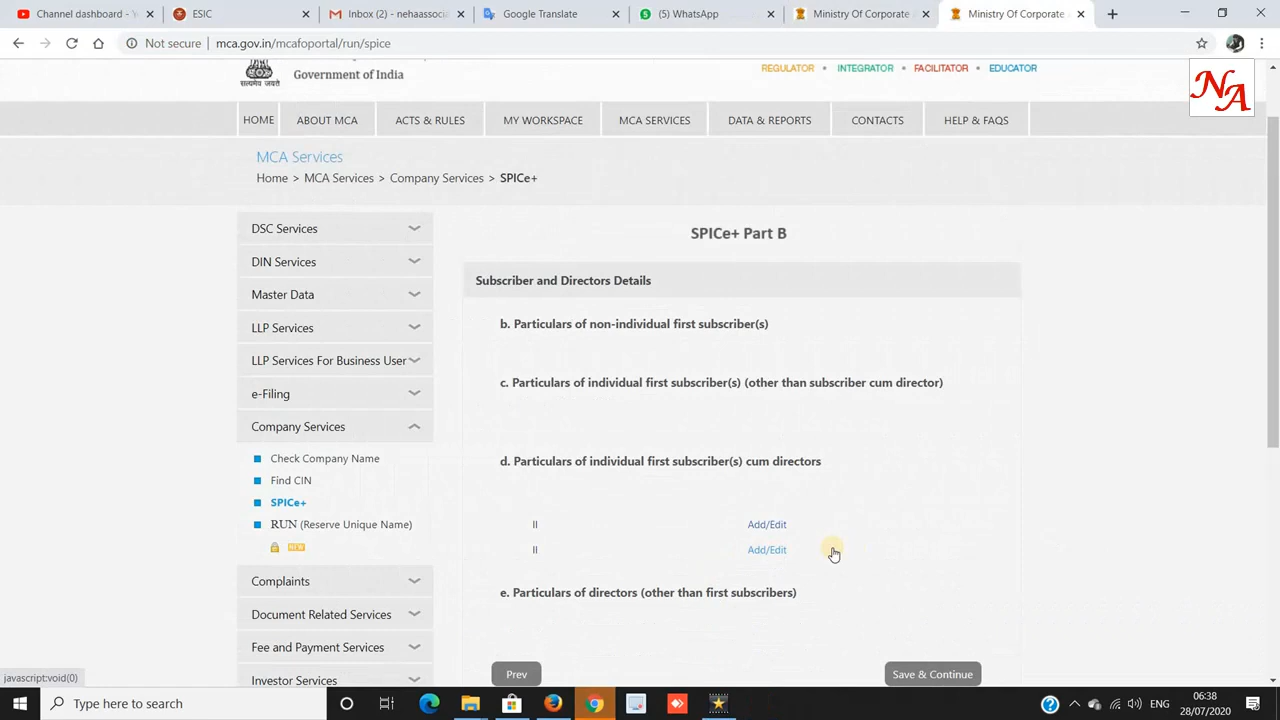 Channel dashboard - Y
ESIC
Inbox (2) - nehaassocia
Google Translate
(5) WhatsApp
Ministry Of Corporate
Ministry Of Corporate
Not secure
mca.gov.in/mcafoportal/run/spice
सत्यमेव जयते
Government of India
REGULATOR • INTEGRATOR • FACILITATOR • EDUCATOR
NA
HOME
ABOUT MCA
ACTS & RULES
MY WORKSPACE
MCA SERVICES
DATA & REPORTS
CONTACTS
HELP & FAQS
MCA Services
Home > MCA Services > Company Services > SPICe+
DSC Services
DIN Services
Master Data
LLP Services
LLP Services For Business User
e-Filing
Company Services
Check Company Name
Find CIN
SPICe+
RUN (Reserve Unique Name)
NEW
Complaints
Document Related Services
Fee and Payment Services
Investor Services
SPICe+ Part B
Subscriber and Directors Details
b. Particulars of non-individual first subscriber(s)
c. Particulars of individual first subscriber(s) (other than subscriber cum director)
d. Particulars of individual first subscriber(s) cum directors
II Add/Edit
II Add/Edit
e. Particulars of directors (other than first subscribers)
Prev
Save & Continue
javascript:void(0)
Type here to search
ENG
06:38
28/07/2020